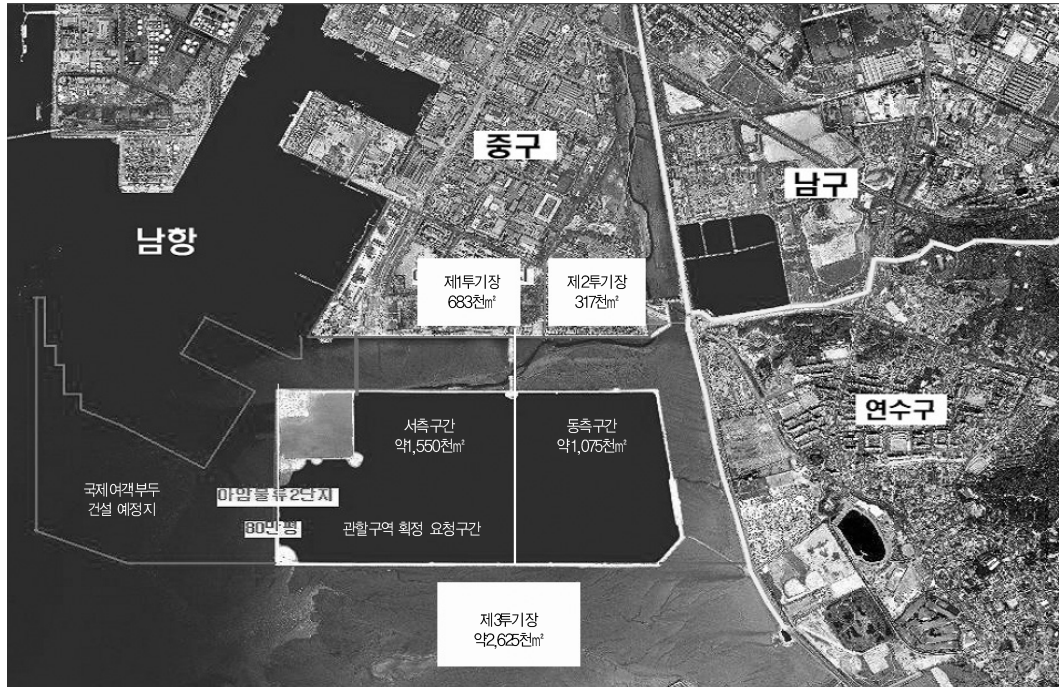 중구
남구
남항
제1투기장
683천㎡
제2투기장
317천㎡
연수구
서측구간
약1,550천㎡
동측구간
약1,075천㎡
국제여객부두
건설 예정지
아암물류2단지
80만평
관할구역 획정 요청구간
제3투기장
약2,625천㎡